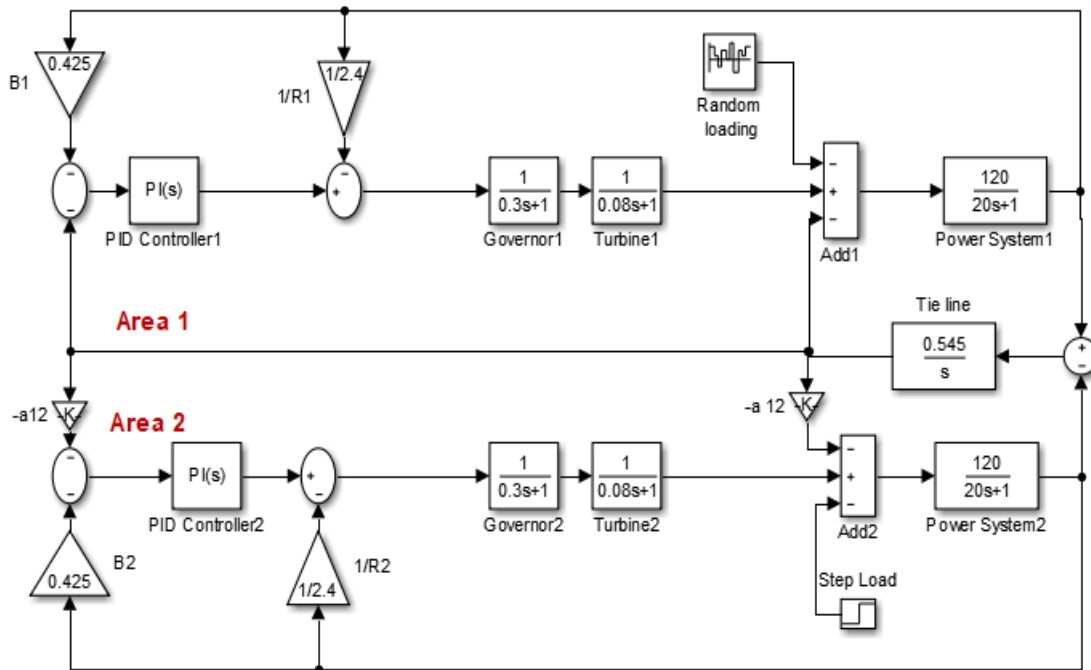 0.425
B1
1/2.4
1/R1
Random
loading
PI(s)
PID Controller1
+
1
0.3s+1
Governor1
1
0.08s+1
Turbine1
+
Add1
120
20s+1
Power System1
Area 1
Tie line
0.545
s
+
-a12
-K-
Area 2
-a 12
-K-
PI(s)
PID Controller2
+
1
0.3s+1
Governor2
1
0.08s+1
Turbine2
+
Add2
120
20s+1
Power System2
0.425
B2
1/2.4
1/R2
Step Load